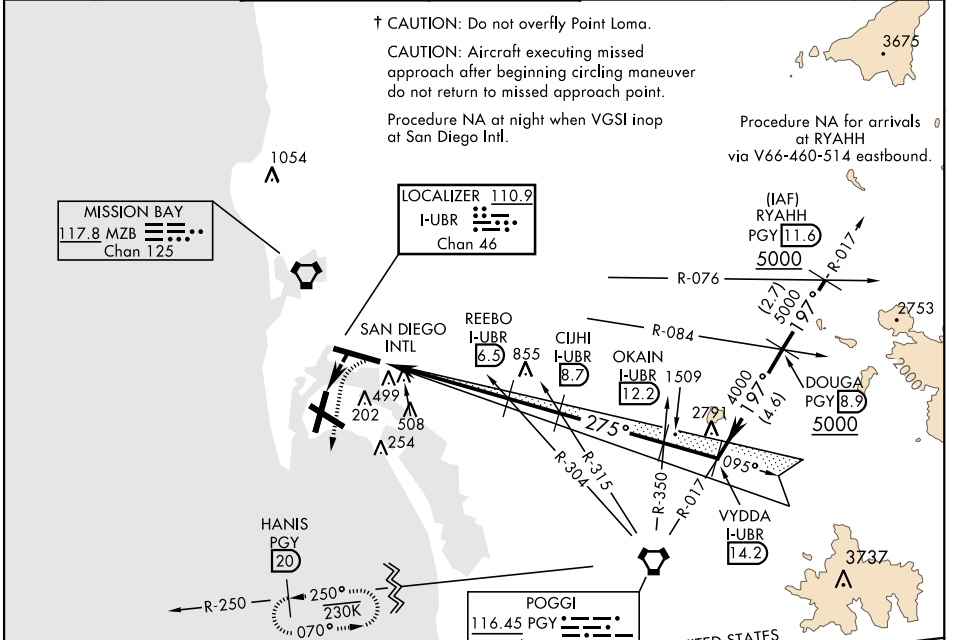 † CAUTION: Do not overfly Point Loma.
CAUTION: Aircraft executing missed
approach after beginning circling maneuver
do not return to missed approach point.
Procedure NA at night when VGSI inop
at San Diego Intl.
3675
Procedure NA for arrivals
at RYAHH
via V66-460-514 eastbound.
1054
MISSION BAY
117.8 MZB
Chan 125
LOCALIZER 110.9
I-UBR
Chan 46
(IAF)
RYAHH
PGY 11.6
5000
R-017
R-076
(2.7)
5000
197°
2753
2000
R-084
SAN DIEGO
INTL
REEBO
I-UBR
6.5
855
CIJHI
I-UBR
8.7
OKAIN
I-UBR
12.2
1509
DOUGA
PGY 8.9
5000
4000
197°
(4.6)
2791
499
202
508
254
275°
095°
R-304
R-315
R-350
R-017
VYDDA
I-UBR
14.2
HANIS
PGY
20
R-250
250°
230K
070°
3737
POGGI
116.45 PGY
UNITED STATES